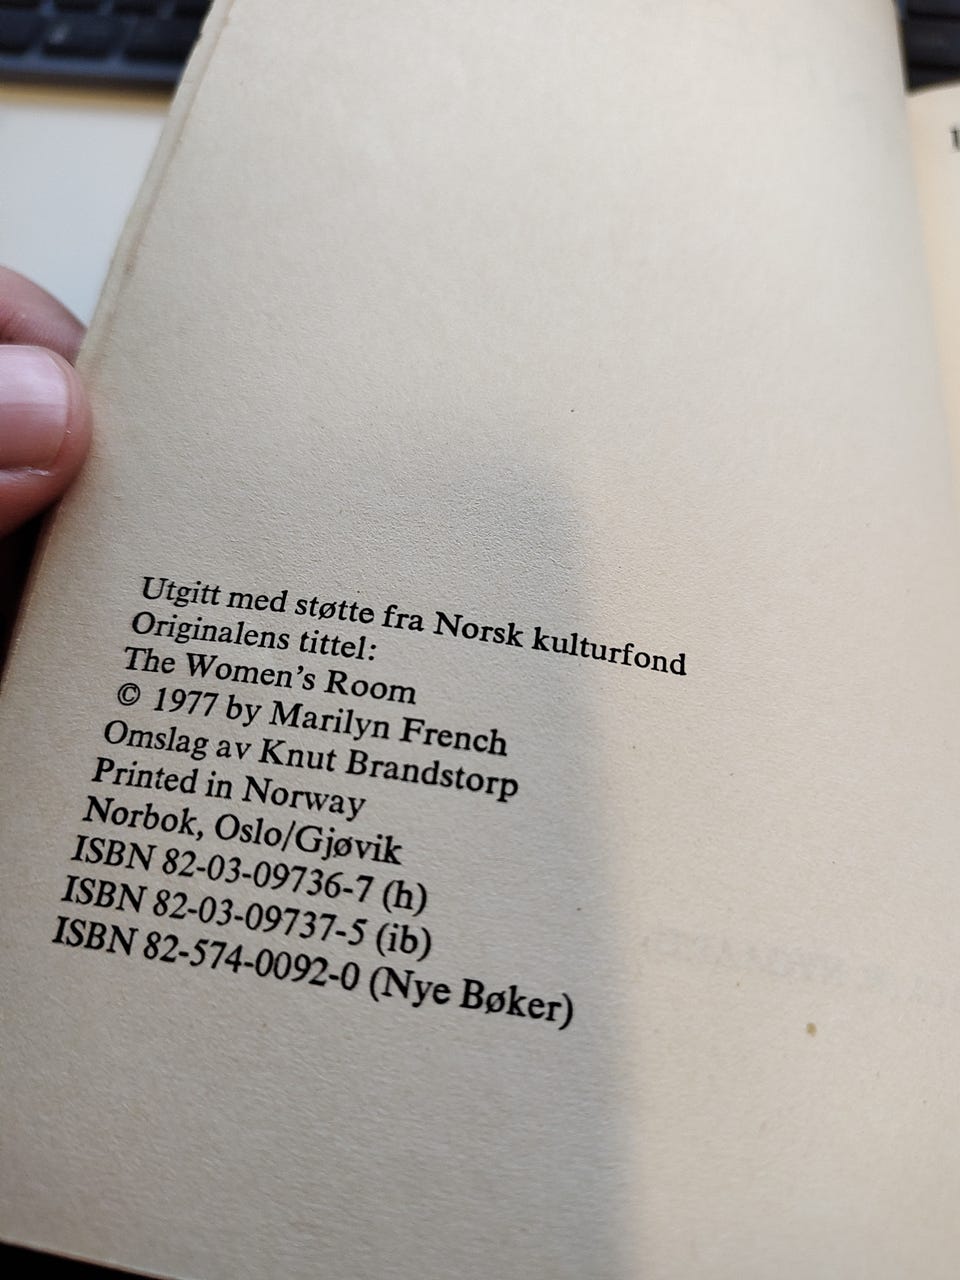 Utgitt med støtte fra Norsk kulturfond
Originalens tittel:
The Women's Room
© 1977 by Marilyn French
Omslag av Knut Brandstorp
Printed in Norway
Norbok, Oslo/Gjøvik
ISBN 82-03-09736-7 (h)
ISBN 82-03-09737-5 (ib)
ISBN 82-574-0092-0 (Nye Bøker)